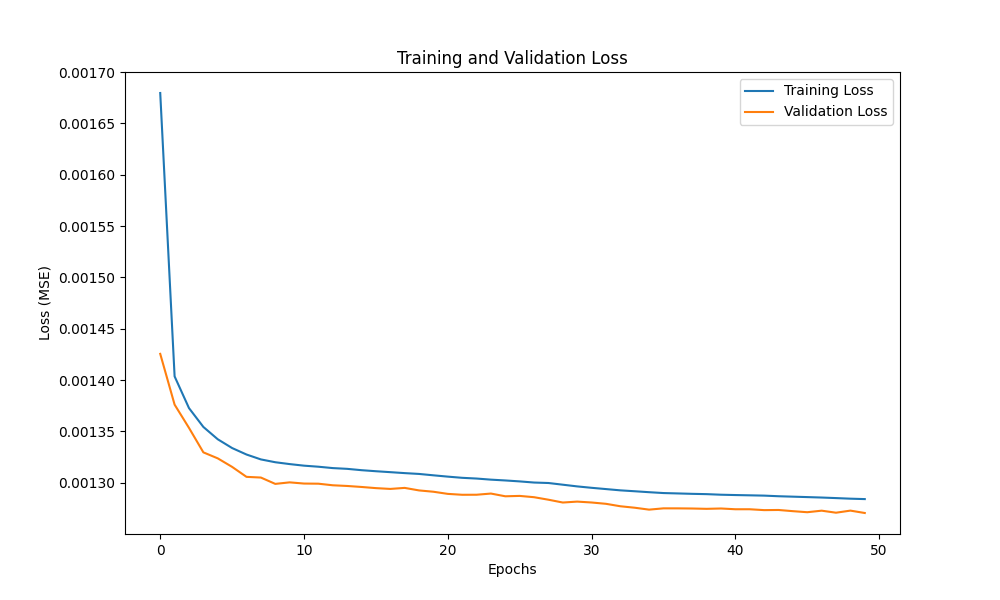 Training and Validation Loss
Training Loss
Validation Loss
Loss (MSE)
0.00170
0.00165
0.00160
0.00155
0.00150
0.00145
0.00140
0.00135
0.00130
0 10 20 30 40 50
Epochs